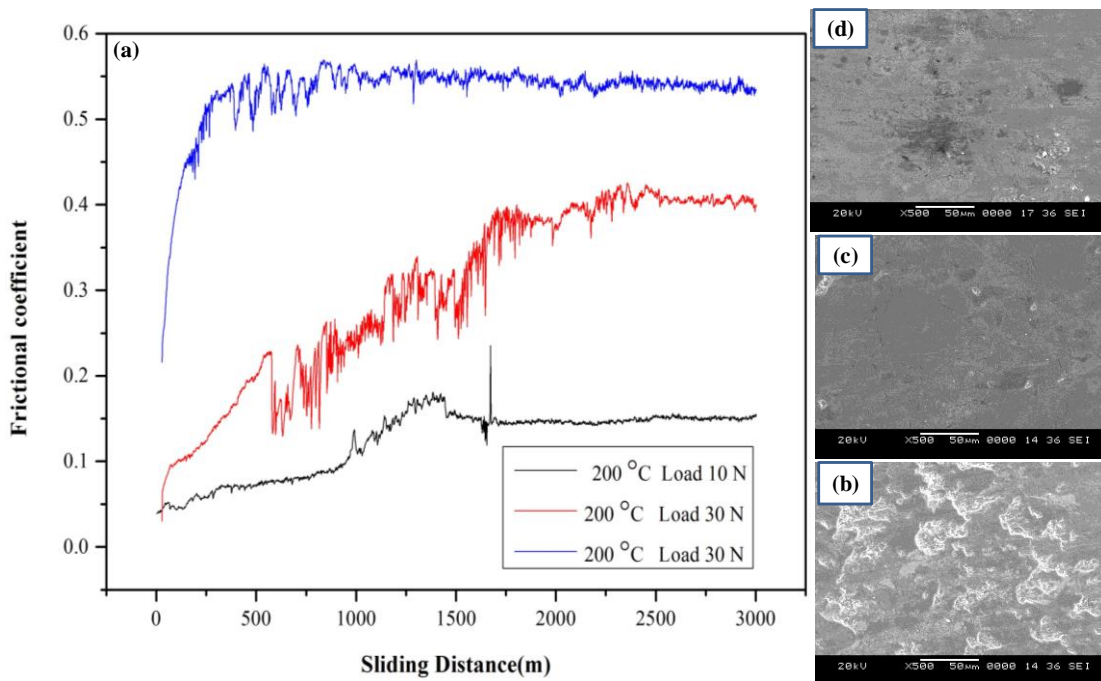 (a)
0.6
0.5
0.4
0.3
0.2
0.1
0.0
Frictional coefficient
200 °C Load 10 N
200 °C Load 30 N
200 °C Load 30 N
0 500 1000 1500 2000 2500 3000
Sliding Distance(m)
(d)
20kV X500 50μm 0000 17 36 SEI
(c)
20kV X500 50μm 0000 14 36 SEI
(b)
20kV X500 50μm 0000 14 36 SEI